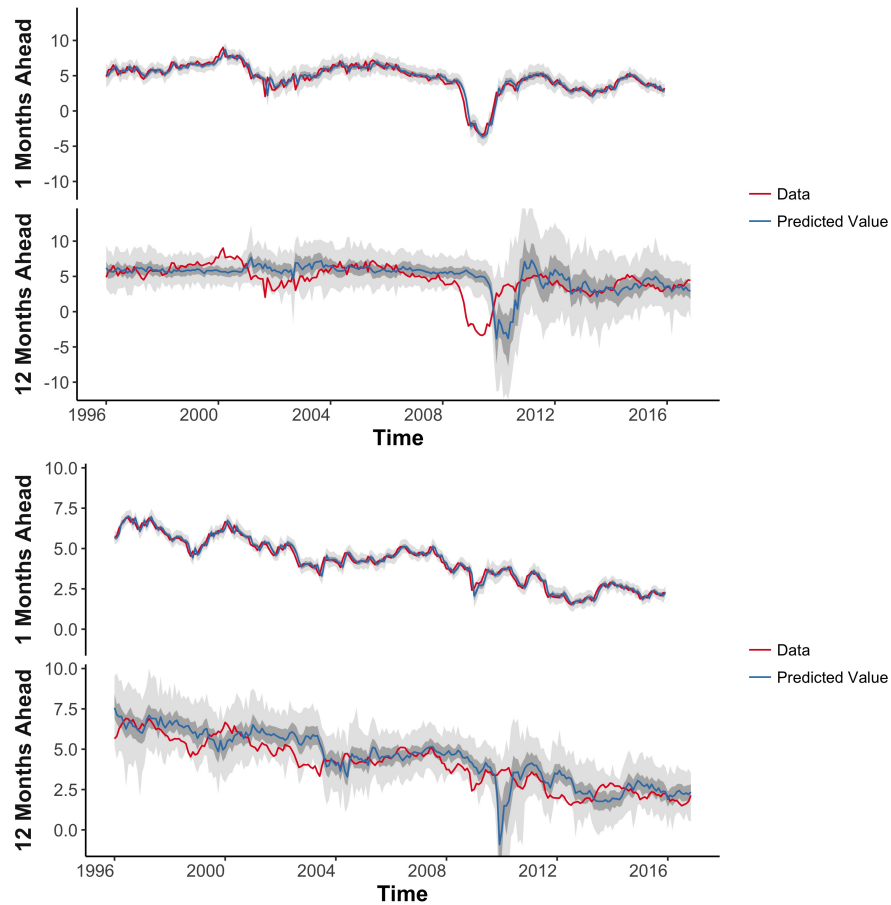 1 Months Ahead
10
5
0
-5
-10
12 Months Ahead
10
5
0
-5
-10
1996 2000 2004 2008 2012 2016
Time
Data
Predicted Value
1 Months Ahead
10.0
7.5
5.0
2.5
0.0
12 Months Ahead
10.0
7.5
5.0
2.5
0.0
1996 2000 2004 2008 2012 2016
Time
Data
Predicted Value